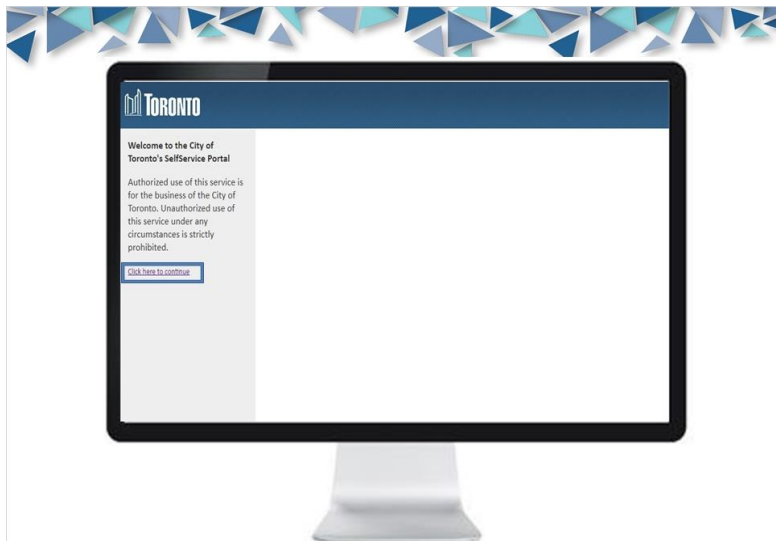 TORONTO
Welcome to the City of
Toronto's SelfService Portal
Authorized use of this service is
for the business of the City of
Toronto. Unauthorized use of
this service under any
circumstances is strictly
prohibited.
Click here to continue